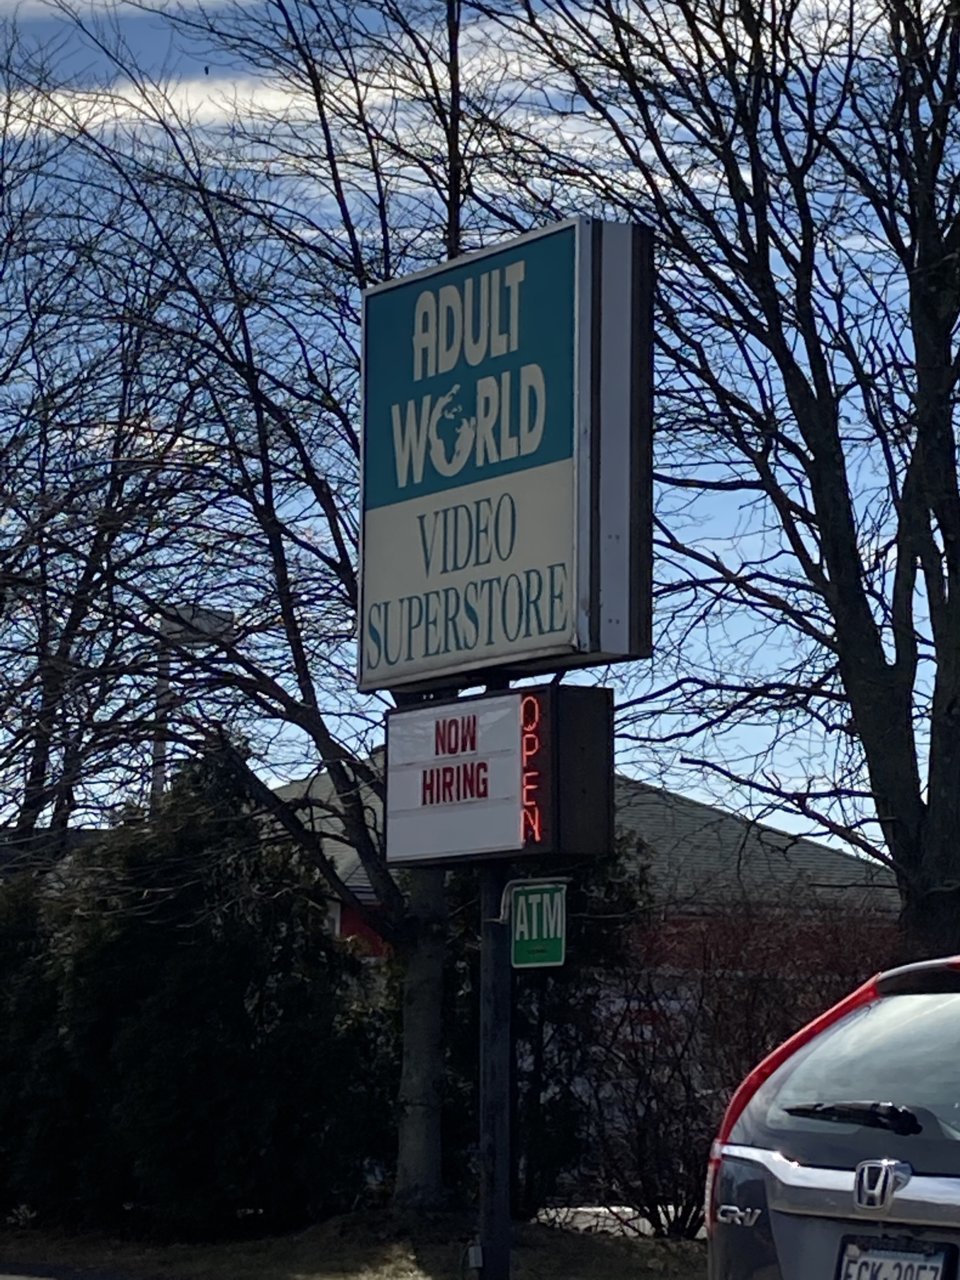 ADULT
WORLD
VIDEO
SUPERSTORE
NOW
HIRING
OPEN
ATM
CR-V